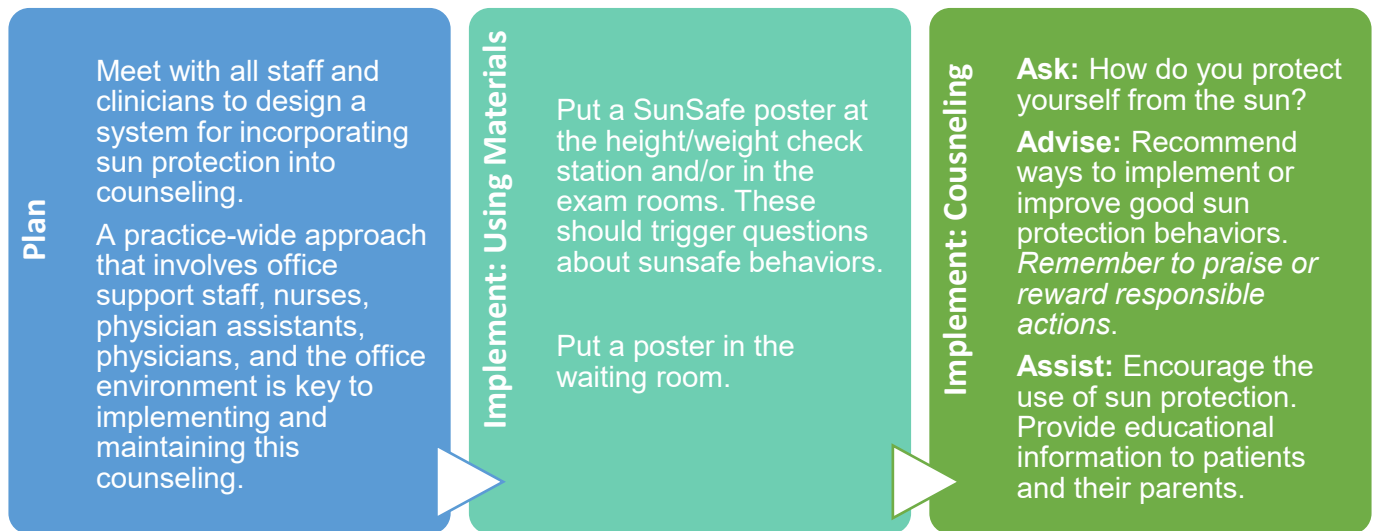 Plan
Meet with all staff and
clinicians to design a
system for incorporating
sun protection into
counseling.
A practice-wide approach
that involves office
support staff, nurses,
physician assistants,
physicians, and the office
environment is key to
implementing and
maintaining this
counseling.
Implement: Using Materials
Put a SunSafe poster at
the height/weight check
station and/or in the
exam rooms. These
should trigger questions
about sunsafe behaviors.
Put a poster in the
waiting room.
Implement: Cousneling
Ask: How do you protect
yourself from the sun?
Advise: Recommend
ways to implement or
improve good sun
protection behaviors.
Remember to praise or
reward responsible
actions.
Assist: Encourage the
use of sun protection.
Provide educational
information to patients
and their parents.